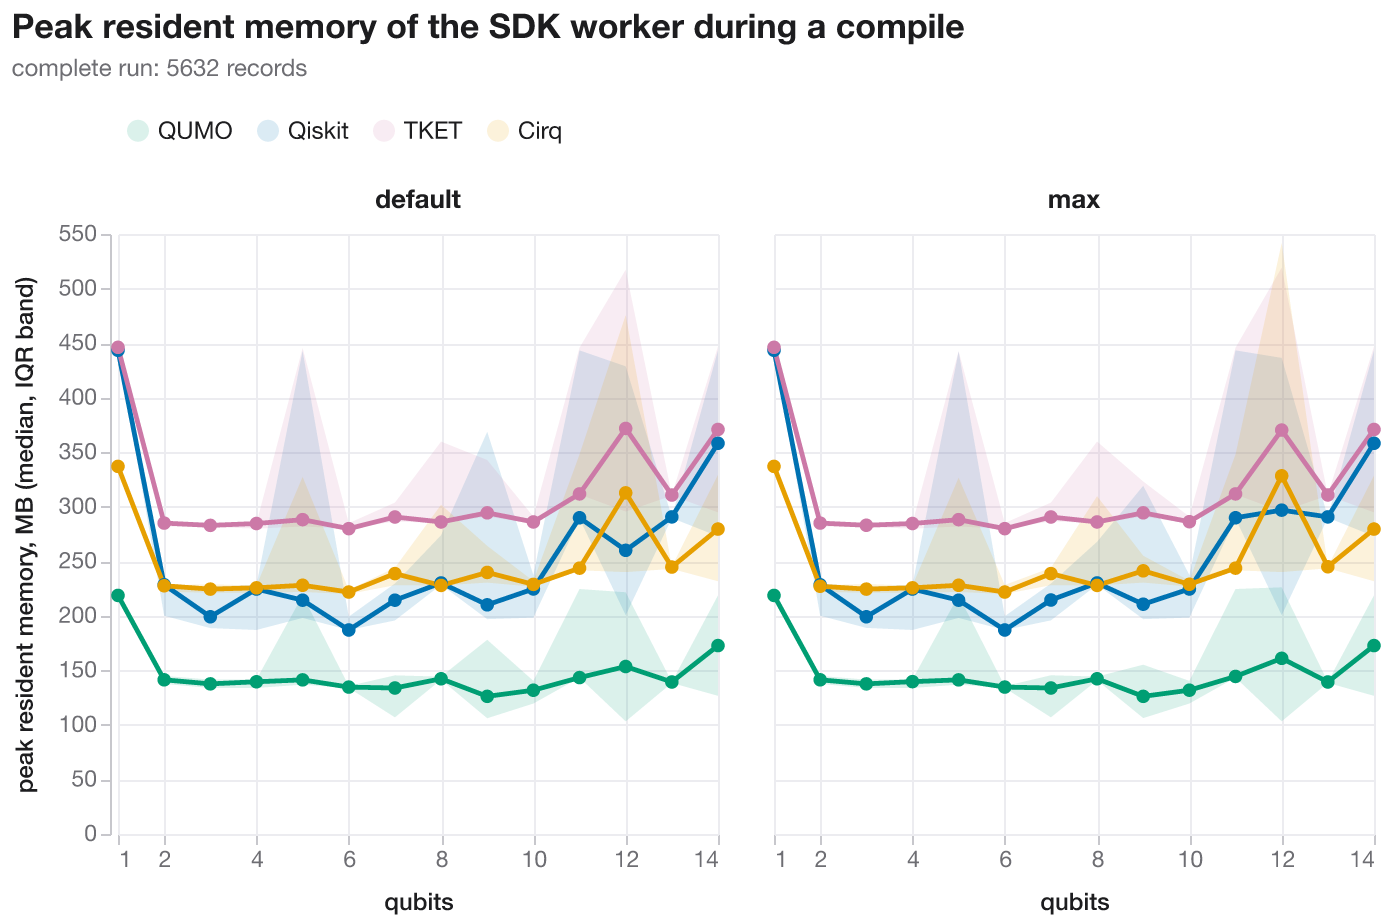 Peak resident memory of the SDK worker during a compile
complete run: 5632 records
QUMO Qiskit TKET Cirq
default
max
peak resident memory, MB (median, IQR band)
550
500
450
400
350
300
250
200
150
100
50
0
1 2 4 6 8 10 12 14
1 2 4 6 8 10 12 14
qubits
qubits